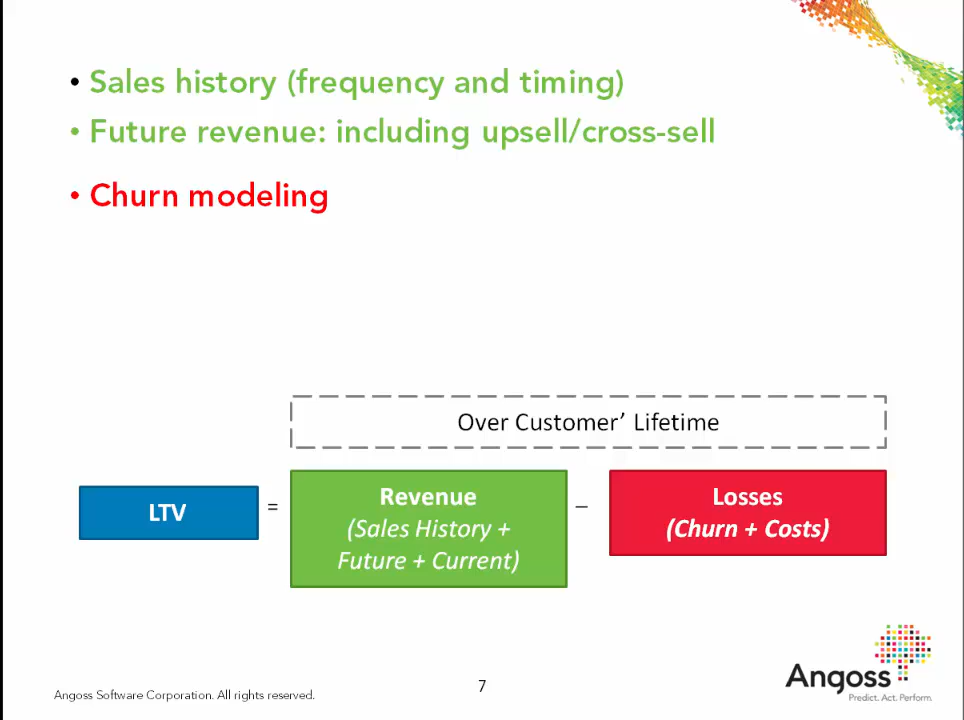 • Sales history (frequency and timing)
• Future revenue: including upsell/cross-sell
• Churn modeling
Over Customer’ Lifetime
LTV
=
Revenue
(Sales History +
Future + Current)
–
Losses
(Churn + Costs)
Angoss Software Corporation. All rights reserved.
7
Angoss
Predict. Act. Perform.